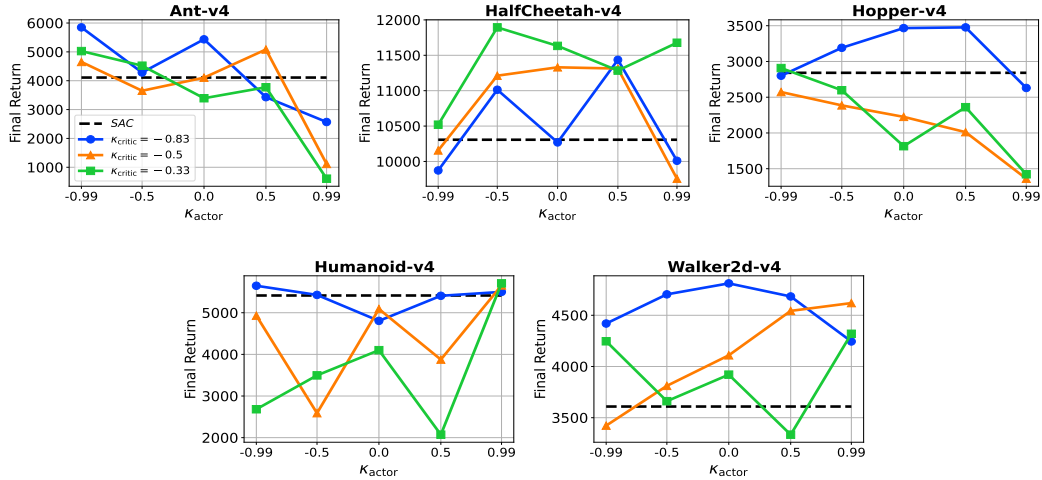 Ant-v4
6000
5000
4000
3000
2000
1000
Final Return
SAC
κcritic = −0.83
κcritic = −0.5
κcritic = −0.33
-0.99 -0.5 0.0 0.5 0.99
κactor
HalfCheetah-v4
12000
11500
11000
10500
10000
Final Return
-0.99 -0.5 0.0 0.5 0.99
κactor
Hopper-v4
3500
3000
2500
2000
1500
Final Return
-0.99 -0.5 0.0 0.5 0.99
κactor
Humanoid-v4
5000
4000
3000
2000
Final Return
-0.99 -0.5 0.0 0.5 0.99
κactor
Walker2d-v4
4500
4000
3500
Final Return
-0.99 -0.5 0.0 0.5 0.99
κactor